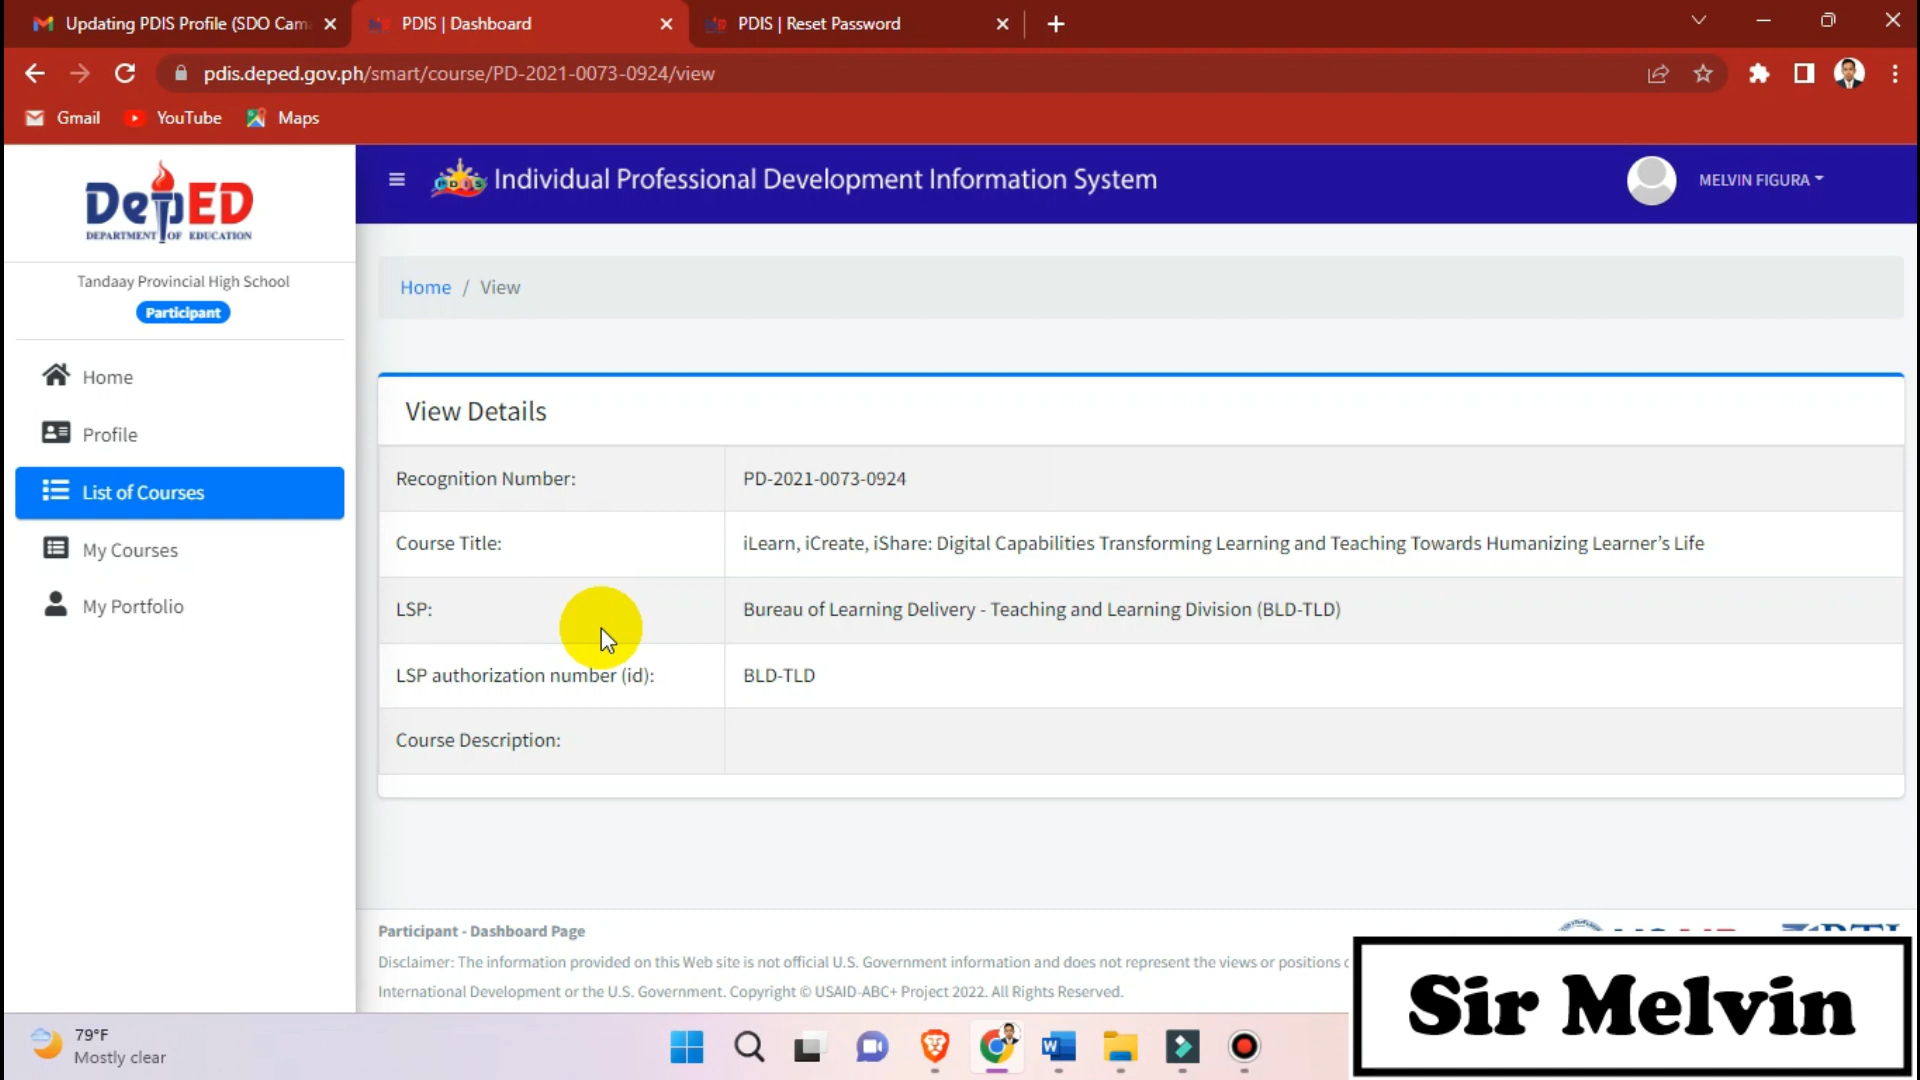 Updating PDIS Profile (SDO Cam
PDIS | Dashboard
PDIS | Reset Password
pdis.deped.gov.ph/smart/course/PD-2021-0073-0924/view
Gmail
YouTube
Maps
DepED
DEPARTMENT OF EDUCATION
Individual Professional Development Information System
MELVIN FIGURA
Tandaay Provincial High School
Participant
Home / View
Home
Profile
List of Courses
My Courses
My Portfolio
View Details
Recognition Number: PD-2021-0073-0924
Course Title: iLearn, iCreate, iShare: Digital Capabilities Transforming Learning and Teaching Towards Humanizing Learner's Life
LSP: Bureau of Learning Delivery - Teaching and Learning Division (BLD-TLD)
LSP authorization number (id): BLD-TLD
Course Description:
Participant - Dashboard Page
Disclaimer: The information provided on this Web site is not official U.S. Government information and does not represent the views or positions
International Development or the U.S. Government. Copyright © USAID-ABC+ Project 2022. All Rights Reserved.
Sir Melvin
79°F
Mostly clear